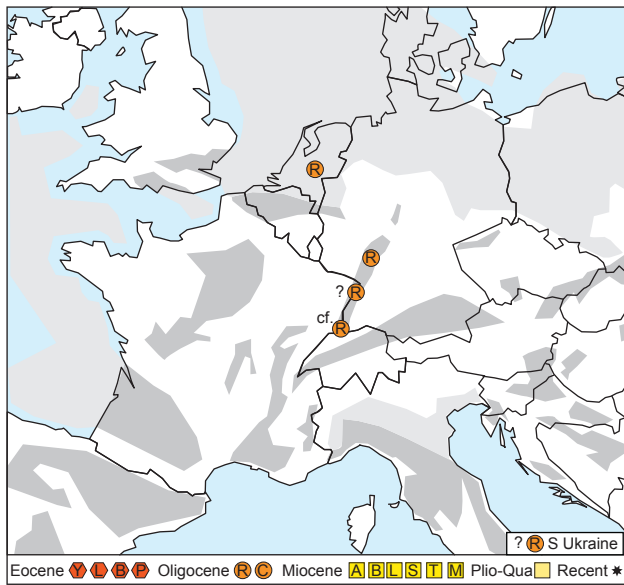 R
R
? R
cf.
R
? R S Ukraine
Eocene Y L B P Oligocene R C Miocene A B L S T M Plio-Qua Recent *